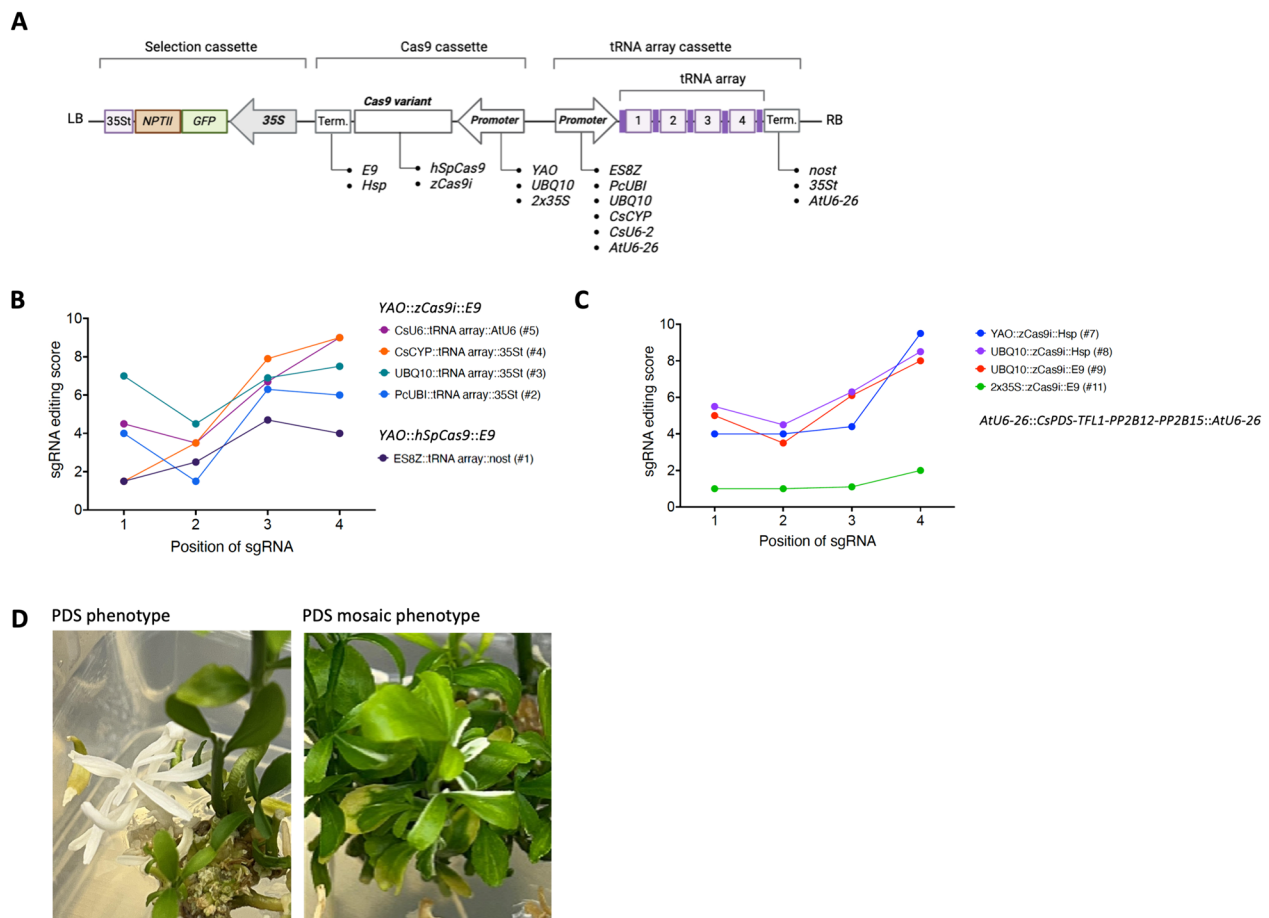 A
Selection cassette
Cas9 cassette
tRNA array cassette
tRNA array
Cas9 variant
LB
35St
NPTII
GFP
35S
Term.
Promoter
Promoter
1
2
3
4
Term.
RB
E9
Hsp
hSpCas9
zCas9i
YAO
UBQ10
2x35S
ES8Z
PcUBI
UBQ10
CsCYP
CsU6-2
AtU6-26
nost
35St
AtU6-26
B
sgRNA editing score
10
8
6
4
2
0
1 2 3 4
Position of sgRNA
YAO::zCas9i::E9
CsU6::tRNA array::AtU6 (#5)
CsCYP::tRNA array::35St (#4)
UBQ10::tRNA array::35St (#3)
PcUBI::tRNA array::35St (#2)
YAO::hSpCas9::E9
ES8Z::tRNA array::nost (#1)
C
sgRNA editing score
10
8
6
4
2
0
1 2 3 4
Position of sgRNA
YAO::zCas9i::Hsp (#7)
UBQ10::zCas9i::Hsp (#8)
UBQ10::zCas9i::E9 (#9)
2x35S::zCas9i::E9 (#11)
AtU6-26::CsPDS-TFL1-PP2B12-PP2B15::AtU6-26
D
PDS phenotype
PDS mosaic phenotype